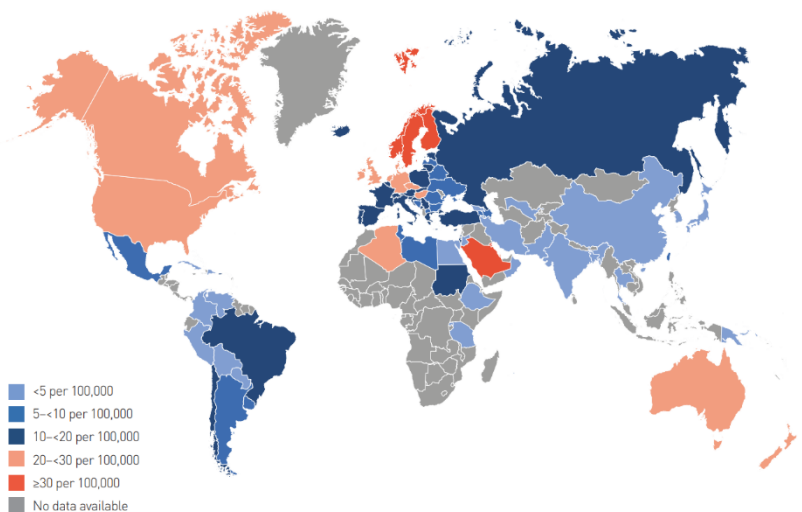 <5 per 100,000
5–<10 per 100,000
10–<20 per 100,000
20–<30 per 100,000
≥30 per 100,000
No data available